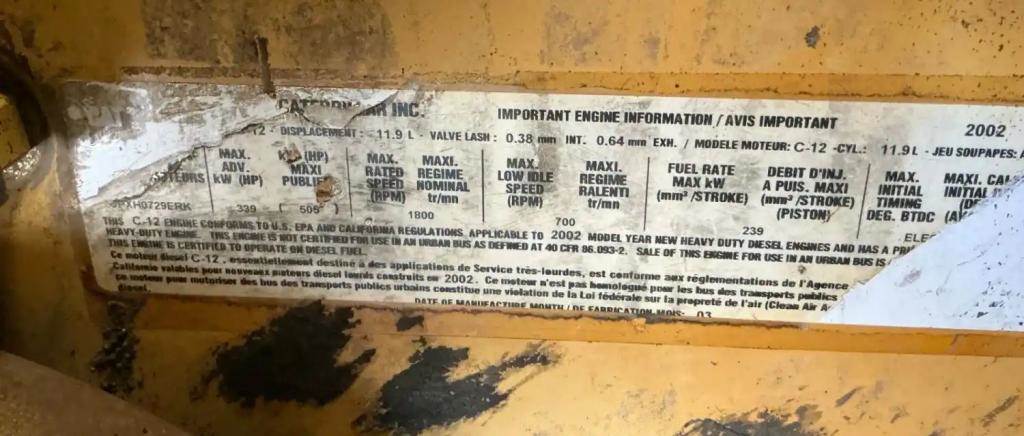 INC. IMPORTANT ENGINE INFORMATION / AVIS IMPORTANT 2002
DISPLACEMENT: 11.9 L - VALVE LASH: 0.38 mm INT. 0.64 mm EXH. / MODELE MOTEUR: C-12 -CYL.: 11.9L - JEU SOUPAPES:
MAX. (HP) MAX. MAXI. MAX. MAXI. FUEL RATE DEBIT D'INJ. MAX. MAXI.
ADV. MAXI RATED REGIME LOW IDLE REGIME MAX kW A PUIS. MAXI INITIAL INITIAL
kW (HP) PUBLI SPEED NOMINAL SPEED RALENTI (mm³ /STROKE) (mm³ /STROKE) TIMING
(RPM) tr/mn (RPM) tr/mn (PISTON) DEG. BTDC
PXH0729ERK 339 1800 700 239
THIS C-12 ENGINE CONFORMS TO U.S. EPA AND CALIFORNIA REGULATIONS. APPLICABLE TO 2002 MODEL YEAR NEW HEAVY DUTY DIESEL ENGINES AND HAS A
HEAVY-DUTY ENGINE THIS ENGINE IS NOT CERTIFIED FOR USE IN AN URBAN BUS AS DEFINED AT 40 CFR 86.093-2. SALE OF THIS ENGINE FOR USE IN AN URBAN BUS IS
THIS ENGINE IS CERTIFIED TO OPERATE ON DIESEL FUEL.
Ce moteur diesel C-12, essentiellement destiné à des applications de Service très-lourdes, est conforme aux réglementations de l'Agence
Californie valables pour nouveaux moteurs diesel lourds construits en 2002. Ce moteur n'est pas homologué pour les bus des transports publics
ce moteur pour motoriser des bus des transports publics urbains constitue une violation de la Loi fédérale sur la propreté de l'air (Clean Air
diesel.
DATE OF MANUFACTURE MONTH / DE FABRICATION-MOIS: 03